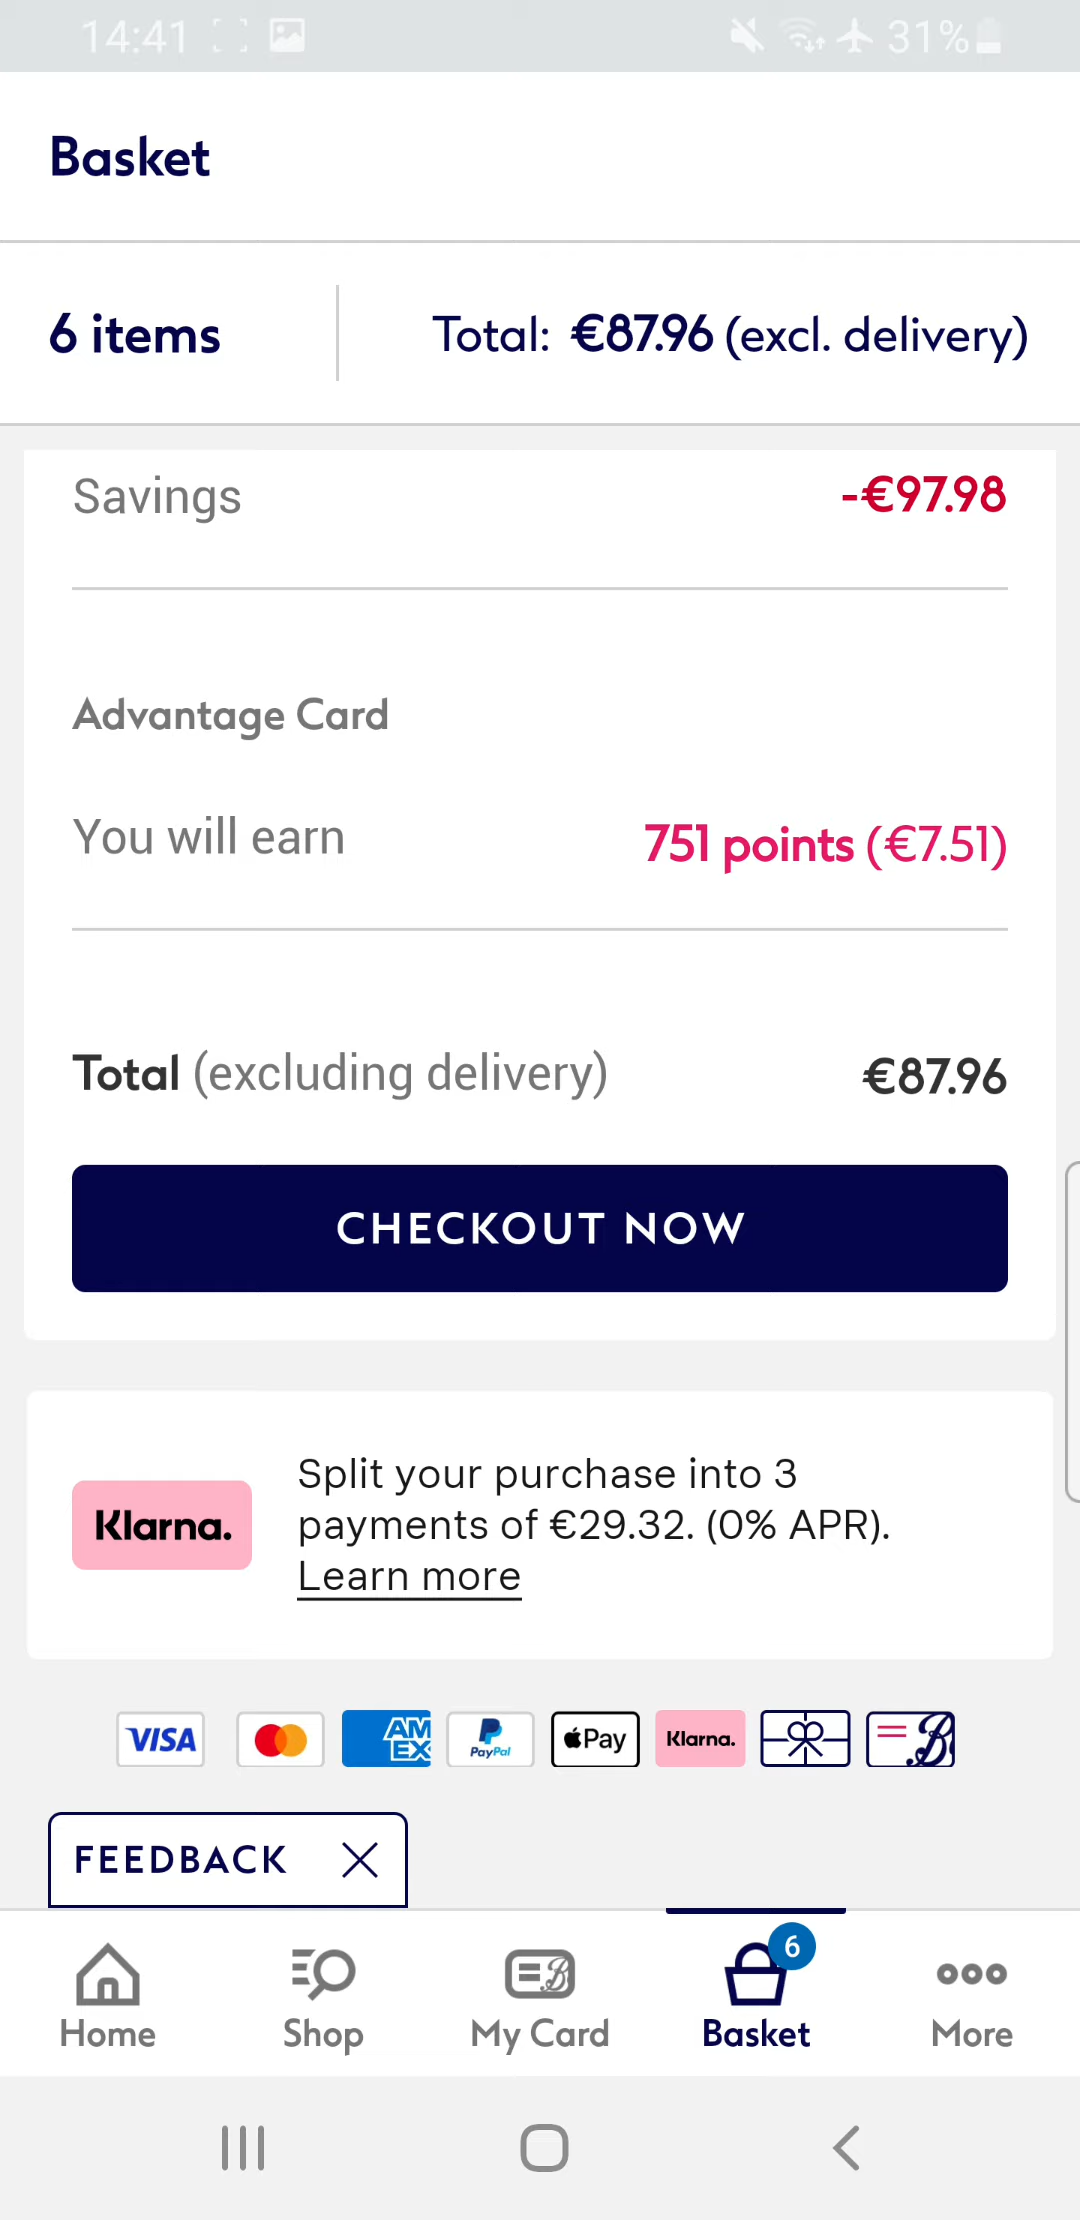 14:41 31%
Basket
6 items Total: €87.96 (excl. delivery)
Savings -€97.98
Advantage Card
You will earn 751 points (€7.51)
Total (excluding delivery) €87.96
CHECKOUT NOW
Klarna. Split your purchase into 3
payments of €29.32. (0% APR).
Learn more
VISA AM EX PayPal Pay Klarna. B
FEEDBACK
6
Home Shop My Card Basket More